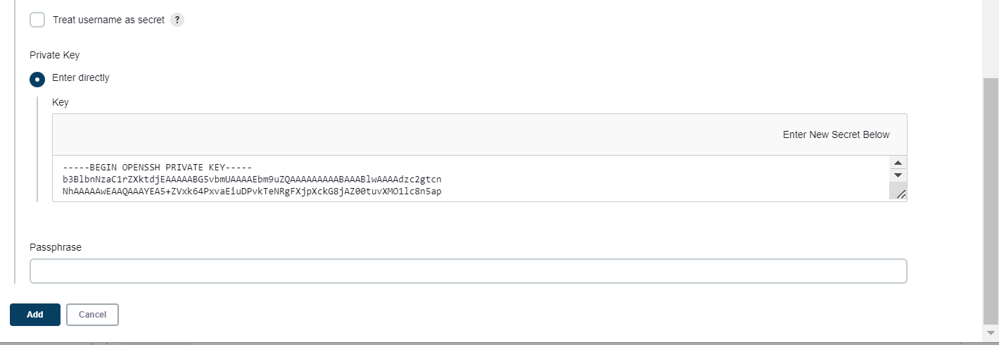 Treat username as secret ?
Private Key
Enter directly
Key
Enter New Secret Below
-----BEGIN OPENSSH PRIVATE KEY-----
b3BlbnNzaC1rZXktdjEAAAAABG5vbmUAAAAEbm9uZQAAAAAAAAABAAABlwAAAAdzc2gtcn
NhAAAAAwEAAQAAAYEA5+ZVxk64PxvaEiuDPvkTeNRgFXjpXckG8jAZ00tuvXMO1lc8n5ap
Passphrase
Add
Cancel